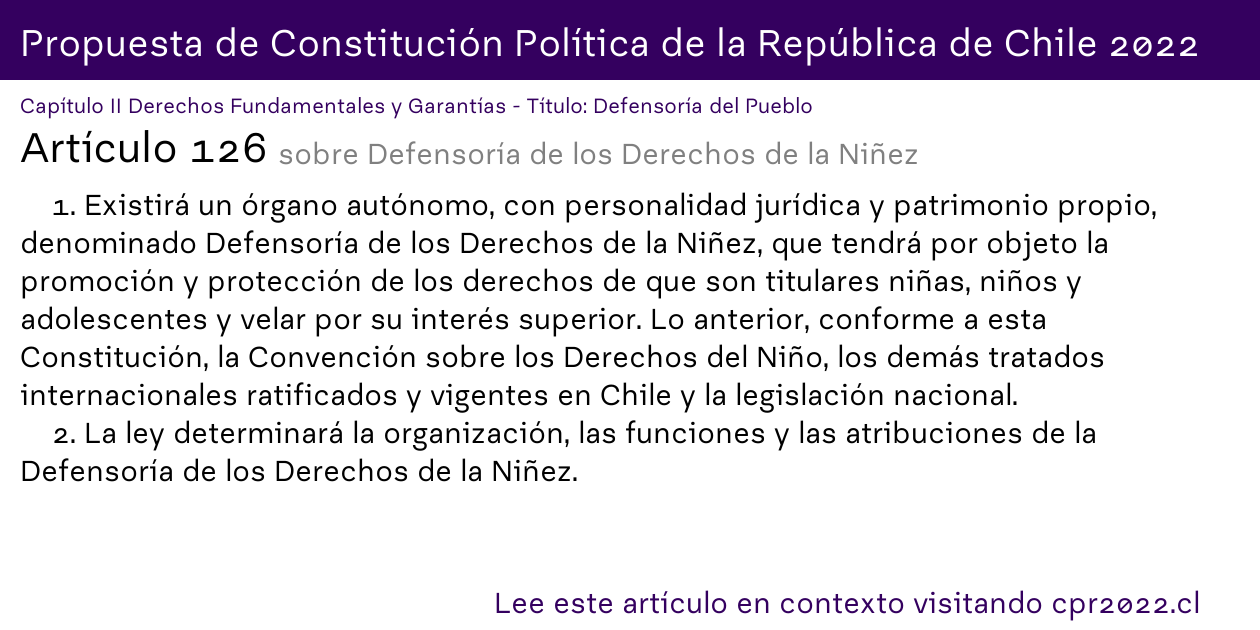 Propuesta de Constitución Política de la República de Chile 2022
Capítulo II Derechos Fundamentales y Garantías - Título: Defensoría del Pueblo
Artículo 126 sobre Defensoría de los Derechos de la Niñez
1. Existirá un órgano autónomo, con personalidad jurídica y patrimonio propio,
denominado Defensoría de los Derechos de la Niñez, que tendrá por objeto la
promoción y protección de los derechos de que son titulares niñas, niños y
adolescentes y velar por su interés superior. Lo anterior, conforme a esta
Constitución, la Convención sobre los Derechos del Niño, los demás tratados
internacionales ratificados y vigentes en Chile y la legislación nacional.
2. La ley determinará la organización, las funciones y las atribuciones de la
Defensoría de los Derechos de la Niñez.
Lee este artículo en contexto visitando cpr2022.cl